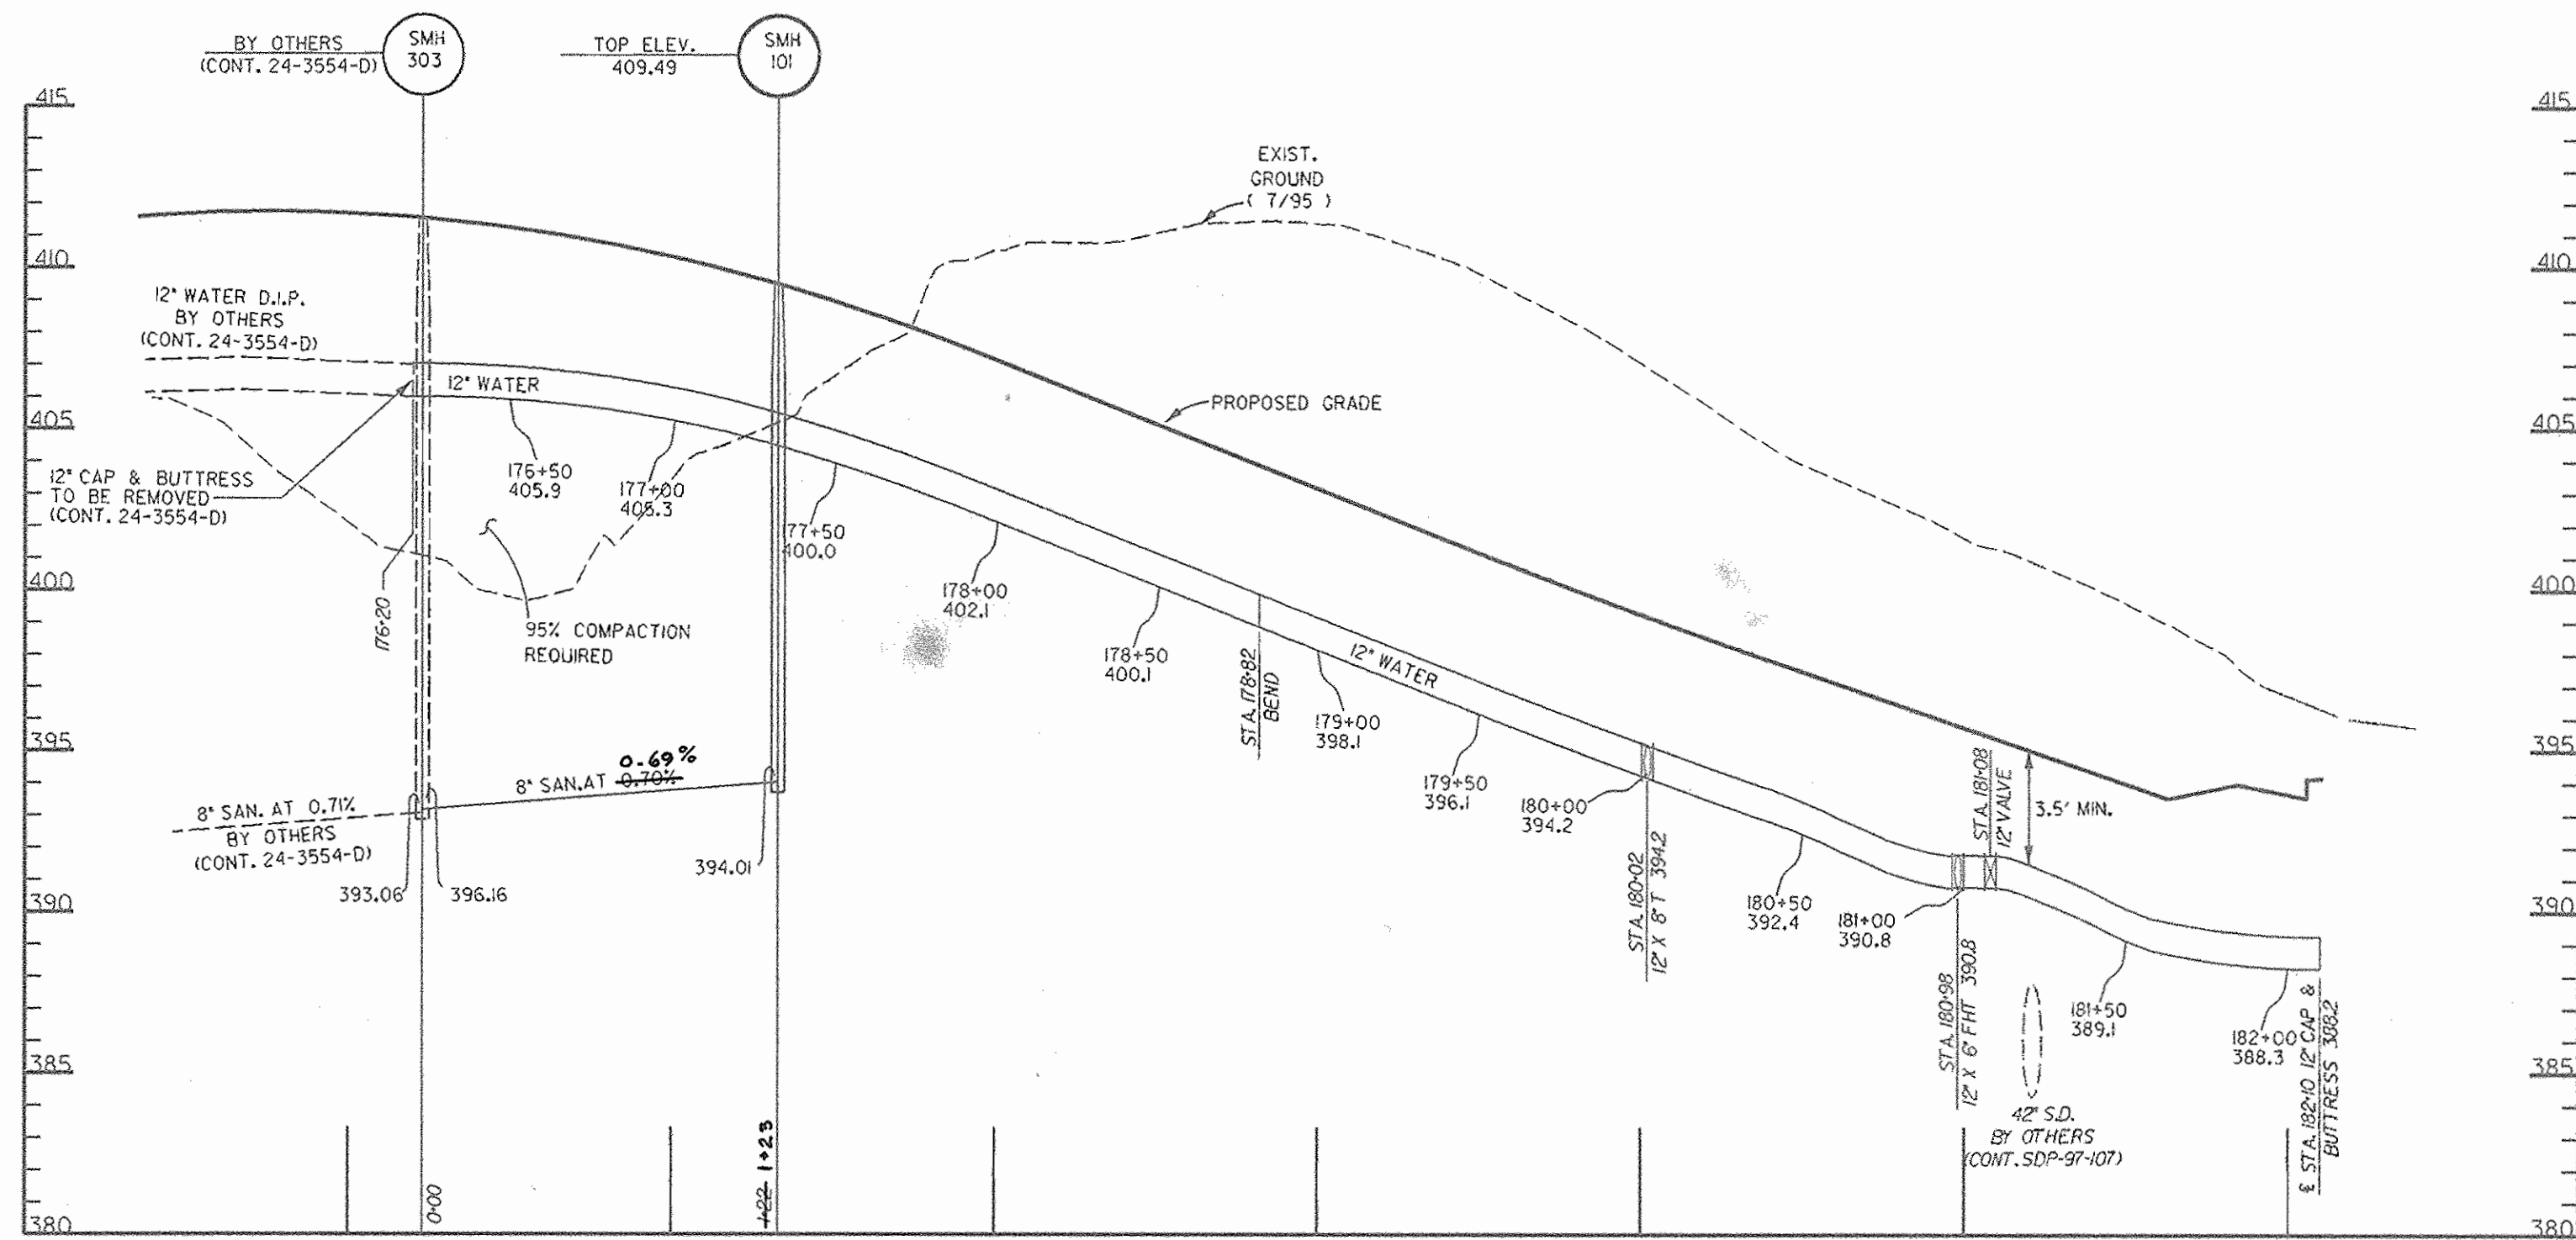 BY OTHERS
(CONT. 24-3554-D)
SMH
303
TOP ELEV.
409.49
SMH
101
415
415
EXIST.
GROUND
( 7/95 )
410
410
12" WATER D.I.P.
BY OTHERS
(CONT. 24-3554-D)
12" WATER
PROPOSED GRADE
405
405
12" CAP & BUTTRESS
TO BE REMOVED
(CONT. 24-3554-D)
176+50
405.9
177+00
405.3
77+50
400.0
178+00
402.1
400
400
176+20
95% COMPACTION
REQUIRED
178+50
400.1
STA. 178+82
BEND
12" WATER
179+00
398.1
395
395
0.69%
8" SAN. AT 0.70%
179+50
396.1
180+00
394.2
STA. 181+08
12" VALVE
3.5' MIN.
8" SAN. AT 0.71%
BY OTHERS
(CONT. 24-3554-D)
393.06
396.16
394.01
STA. 180+02
12" X 8" T 394.2
180+50
392.4
181+00
390.8
390
390
STA. 180+98
12" X 6" FHT 390.8
181+50
389.1
182+00
388.3
STA. 182+10 12" CAP &
BUTTRESS 388.2
385
385
42" S.D.
BY OTHERS
(CONT. SDP-97-107)
0+00
1+22 1+23
380
380